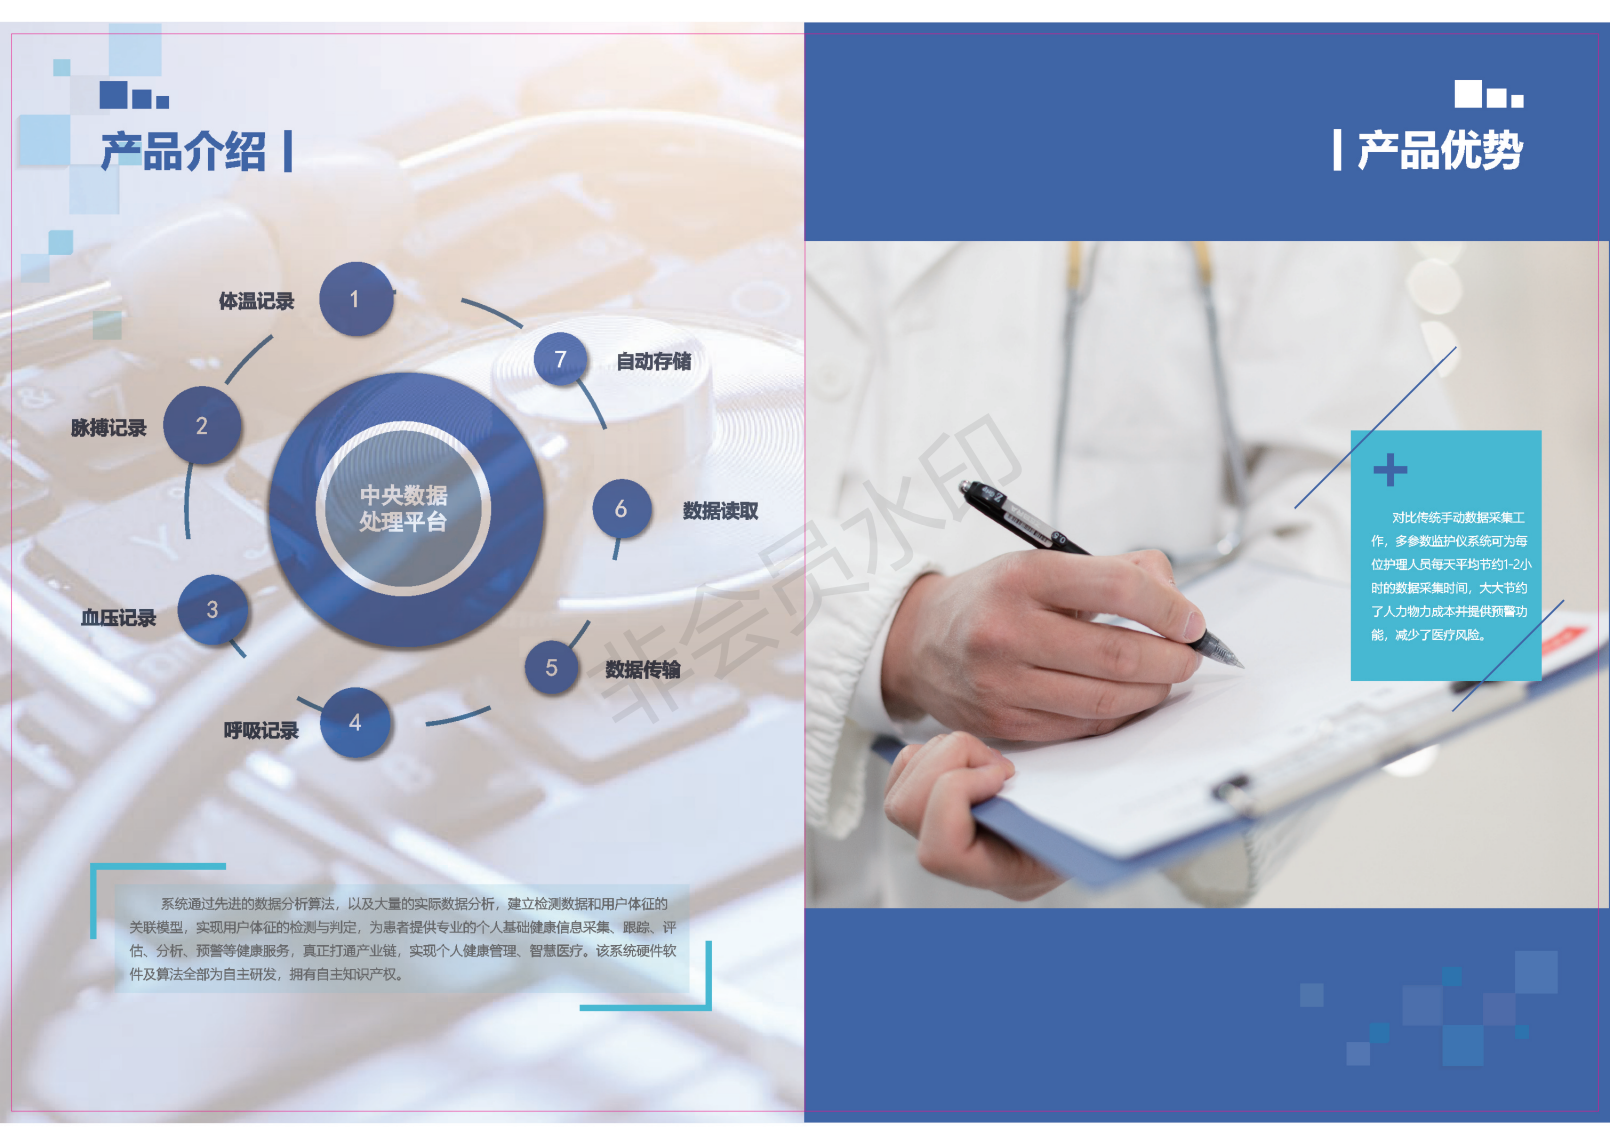 产品介绍
体温记录
1
7
自动存储
脉搏记录
2
中央数据
处理平台
6
数据读取
血压记录
3
5
数据传输
呼吸记录
4
系统通过先进的数据分析算法，以及大量的实际数据分析，建立检测数据和用户体征的
关联模型，实现用户体征的检测与判定，为患者提供专业的个人基础健康信息采集、跟踪、评
估、分析、预警等健康服务，真正打通产业链，实现个人健康管理、智慧医疗。该系统硬件软
件及算法全部为自主研发，拥有自主知识产权。
产品优势
对比传统手动数据采集工
作，多参数监护仪系统可为每
位护理人员每天平均节约1-2小
时的数据采集时间，大大节约
了人力物力成本并提供预警功
能，减少了医疗风险。
非会员水印